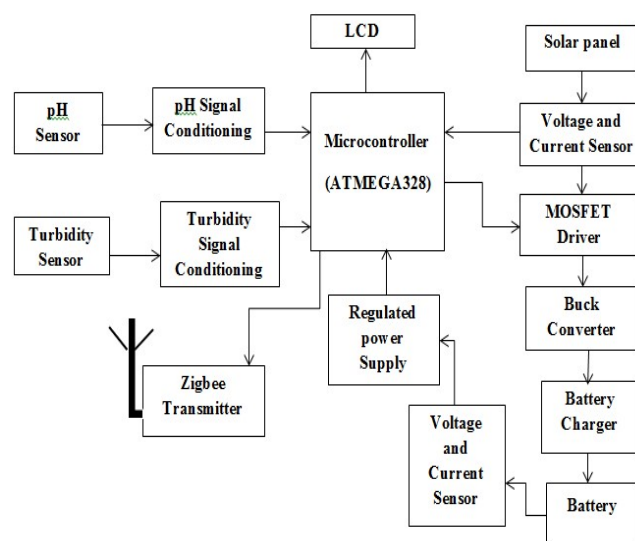 LCD
Solar panel
pH
Sensor
pH Signal
Conditioning
Microcontroller
(ATMEGA328)
Voltage and
Current Sensor
Turbidity
Sensor
Turbidity
Signal
Conditioning
MOSFET
Driver
Regulated
power
Supply
Buck
Converter
Zigbee
Transmitter
Voltage
and
Current
Sensor
Battery
Charger
Battery